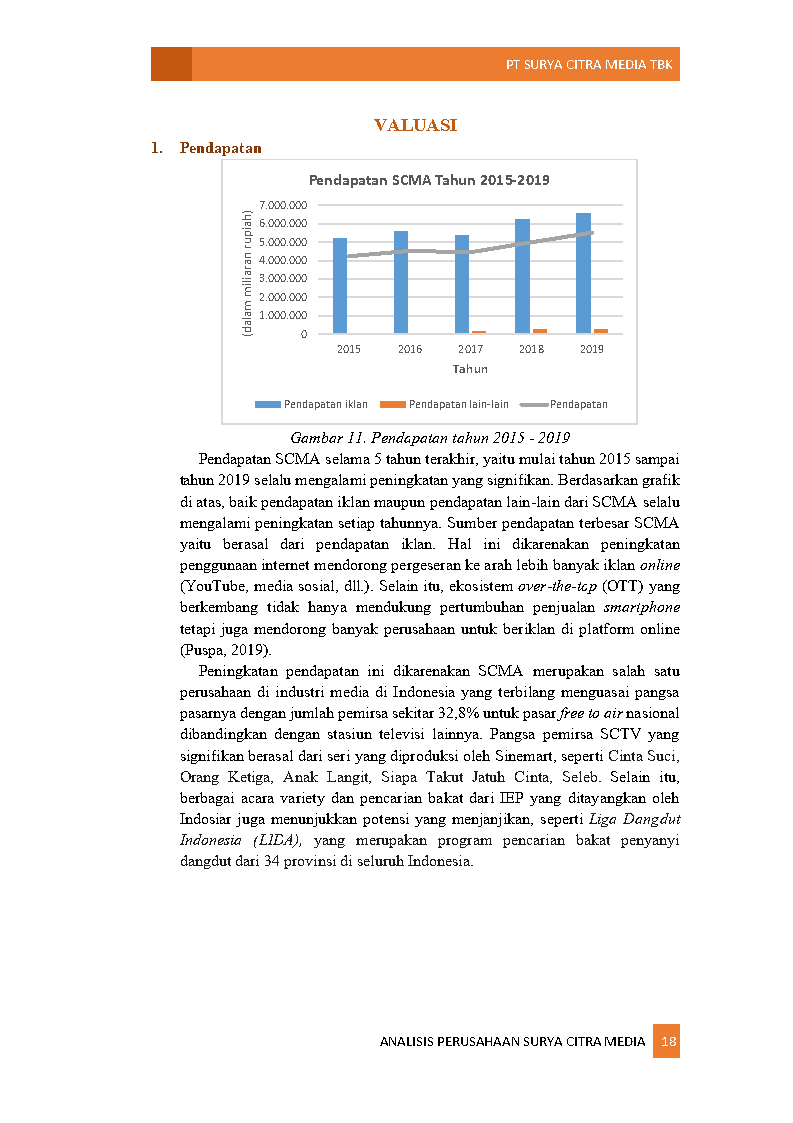 PT SURYA CITRA MEDIA TBK
VALUASI
1. Pendapatan
Pendapatan SCMA Tahun 2015-2019
(dalam miliaran rupiah)
7.000.000
6.000.000
5.000.000
4.000.000
3.000.000
2.000.000
1.000.000
0
2015 2016 2017 2018 2019
Tahun
Pendapatan iklan Pendapatan lain-lain Pendapatan
Gambar 11. Pendapatan tahun 2015 - 2019
Pendapatan SCMA selama 5 tahun terakhir, yaitu mulai tahun 2015 sampai
tahun 2019 selalu mengalami peningkatan yang signifikan. Berdasarkan grafik
di atas, baik pendapatan iklan maupun pendapatan lain-lain dari SCMA selalu
mengalami peningkatan setiap tahunnya. Sumber pendapatan terbesar SCMA
yaitu berasal dari pendapatan iklan. Hal ini dikarenakan peningkatan
penggunaan internet mendorong pergeseran ke arah lebih banyak iklan online
(YouTube, media sosial, dll.). Selain itu, ekosistem over-the-top (OTT) yang
berkembang tidak hanya mendukung pertumbuhan penjualan smartphone
tetapi juga mendorong banyak perusahaan untuk beriklan di platform online
(Puspa, 2019).
Peningkatan pendapatan ini dikarenakan SCMA merupakan salah satu
perusahaan di industri media di Indonesia yang terbilang menguasai pangsa
pasarnya dengan jumlah pemirsa sekitar 32,8% untuk pasar free to air nasional
dibandingkan dengan stasiun televisi lainnya. Pangsa pemirsa SCTV yang
signifikan berasal dari seri yang diproduksi oleh Sinemart, seperti Cinta Suci,
Orang Ketiga, Anak Langit, Siapa Takut Jatuh Cinta, Seleb. Selain itu,
berbagai acara variety dan pencarian bakat dari IEP yang ditayangkan oleh
Indosiar juga menunjukkan potensi yang menjanjikan, seperti Liga Dangdut
Indonesia (LIDA), yang merupakan program pencarian bakat penyanyi
dangdut dari 34 provinsi di seluruh Indonesia.
ANALISIS PERUSAHAAN SURYA CITRA MEDIA 18